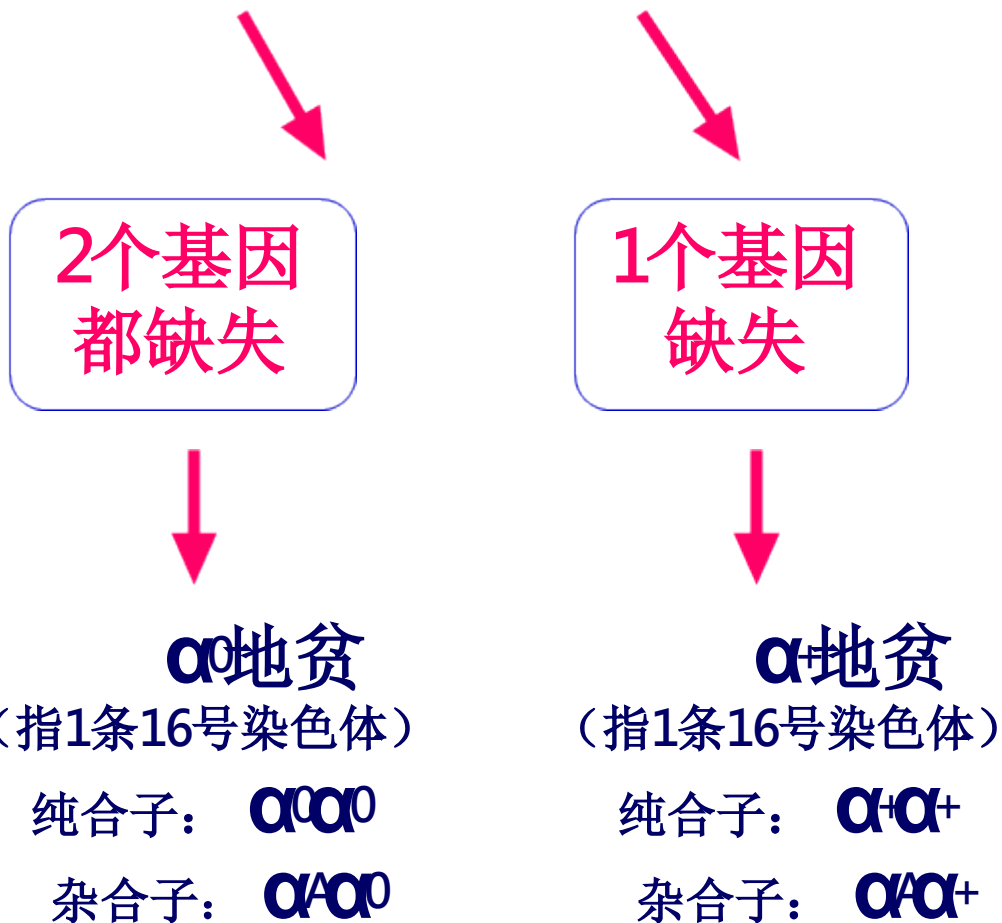 2个基因
都缺失
α0地贫
（指1条16号染色体）
纯合子： α0α0
杂合子： αAα0
1个基因
缺失
α+地贫
（指1条16号染色体）
纯合子： α+α+
杂合子： αAα+